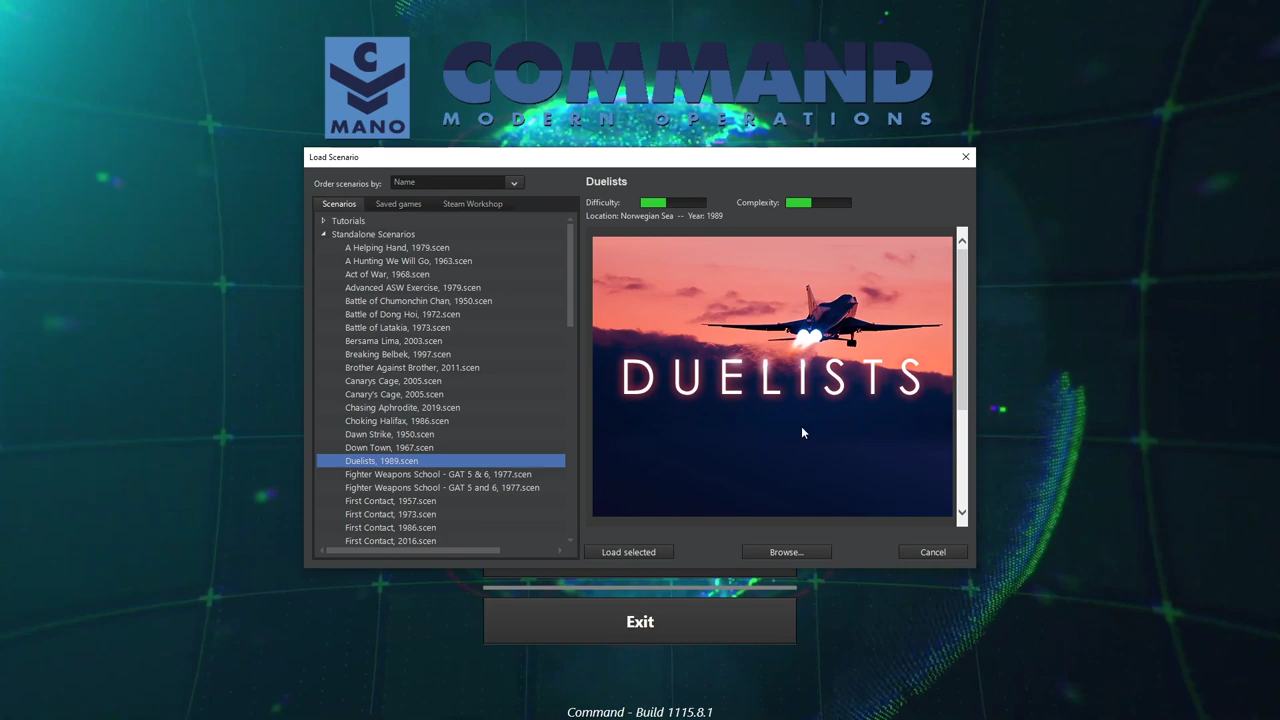 C
MANO
COMMAND
MODERN OPERATIONS
Load Scenario
Order scenarios by:
Name
Scenarios
Saved games
Steam Workshop
Tutorials
Standalone Scenarios
A Helping Hand, 1979.scen
A Hunting We Will Go, 1963.scen
Act of War, 1968.scen
Advanced ASW Exercise, 1979.scen
Battle of Chumonchin Chan, 1950.scen
Battle of Dong Hoi, 1972.scen
Battle of Latakia, 1973.scen
Bersama Lima, 2003.scen
Breaking Belbek, 1997.scen
Brother Against Brother, 2011.scen
Canarys Cage, 2005.scen
Canary's Cage, 2005.scen
Chasing Aphrodite, 2019.scen
Choking Halifax, 1986.scen
Dawn Strike, 1950.scen
Down Town, 1967.scen
Duelists, 1989.scen
Fighter Weapons School - GAT 5 & 6, 1977.scen
Fighter Weapons School - GAT 5 and 6, 1977.scen
First Contact, 1957.scen
First Contact, 1973.scen
First Contact, 1986.scen
First Contact, 2016.scen
Duelists
Difficulty:
Complexity:
Location: Norwegian Sea -- Year: 1989
DUELISTS
Load selected
Browse...
Cancel
Exit
Command - Build 1115.8.1